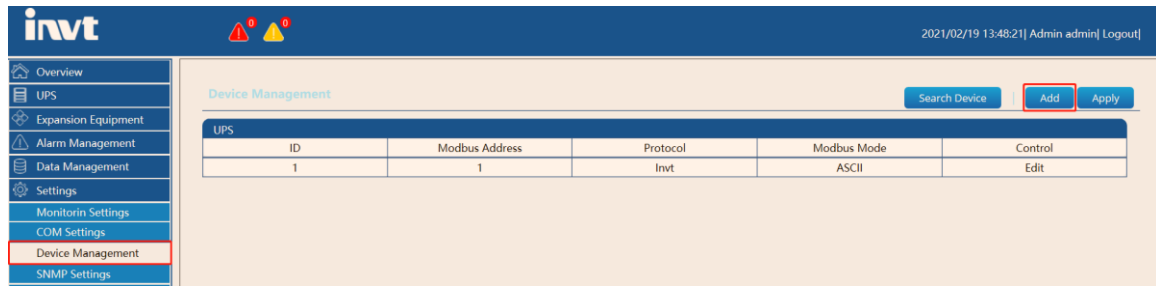 invt
0 0
2021/02/19 13:48:21| Admin admin| Logout|
Overview
UPS
Expansion Equipment
Alarm Management
Data Management
Settings
Monitorin Settings
COM Settings
Device Management
SNMP Settings
Device Management
Search Device | Add Apply
UPS
ID Modbus Address Protocol Modbus Mode Control
1 1 Invt ASCII Edit